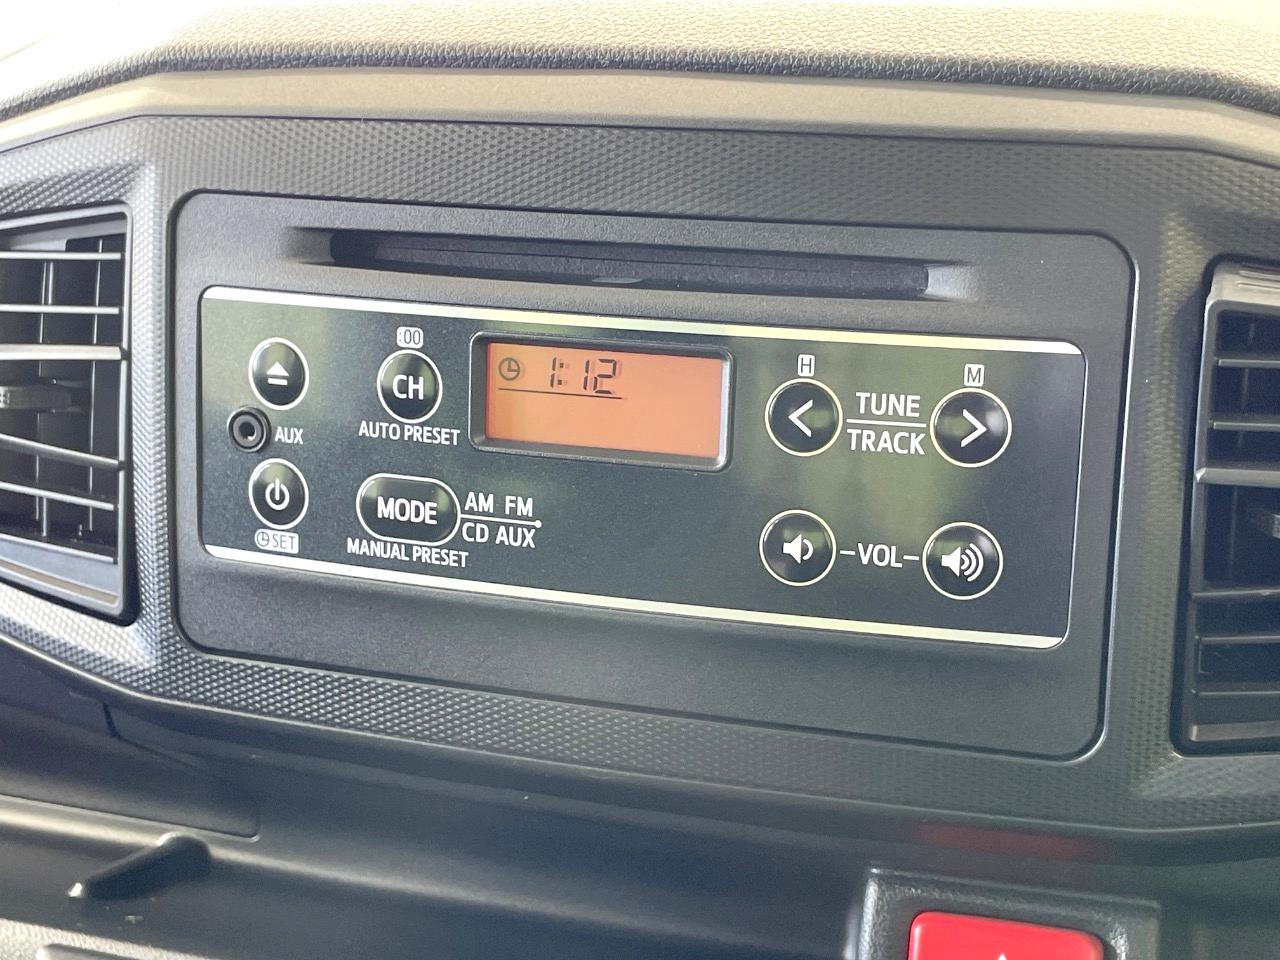 :00
CH
AUTO PRESET
AUX
SET
MODE
AM FM
CD AUX
MANUAL PRESET
1:12
H
M
TUNE
TRACK
-VOL-